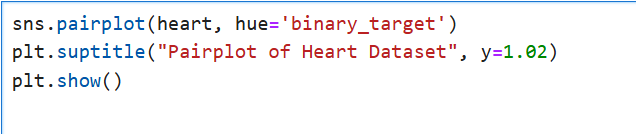 sns.pairplot(heart, hue='binary_target')
plt.suptitle("Pairplot of Heart Dataset", y=1.02)
plt.show()